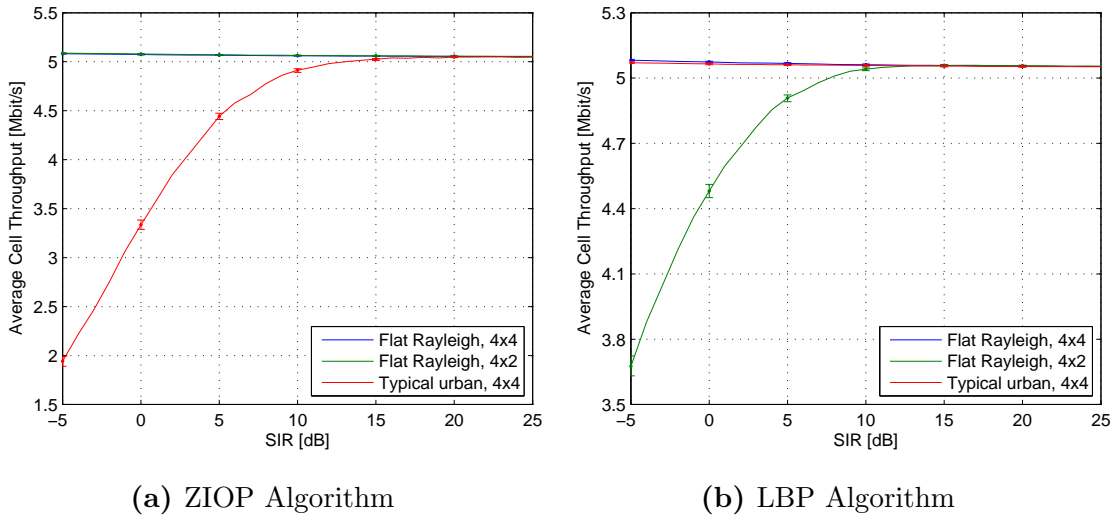 5.5
5
4.5
4
3.5
3
2.5
2
1.5
Average Cell Throughput [Mbit/s]
Flat Rayleigh, 4x4
Flat Rayleigh, 4x2
Typical urban, 4x4
−5 0 5 10 15 20 25
SIR [dB]
(a) ZIOP Algorithm
5.3
5
4.7
4.4
4.1
3.8
3.5
Average Cell Throughput [Mbit/s]
Flat Rayleigh, 4x4
Flat Rayleigh, 4x2
Typical urban, 4x4
−5 0 5 10 15 20 25
SIR [dB]
(b) LBP Algorithm